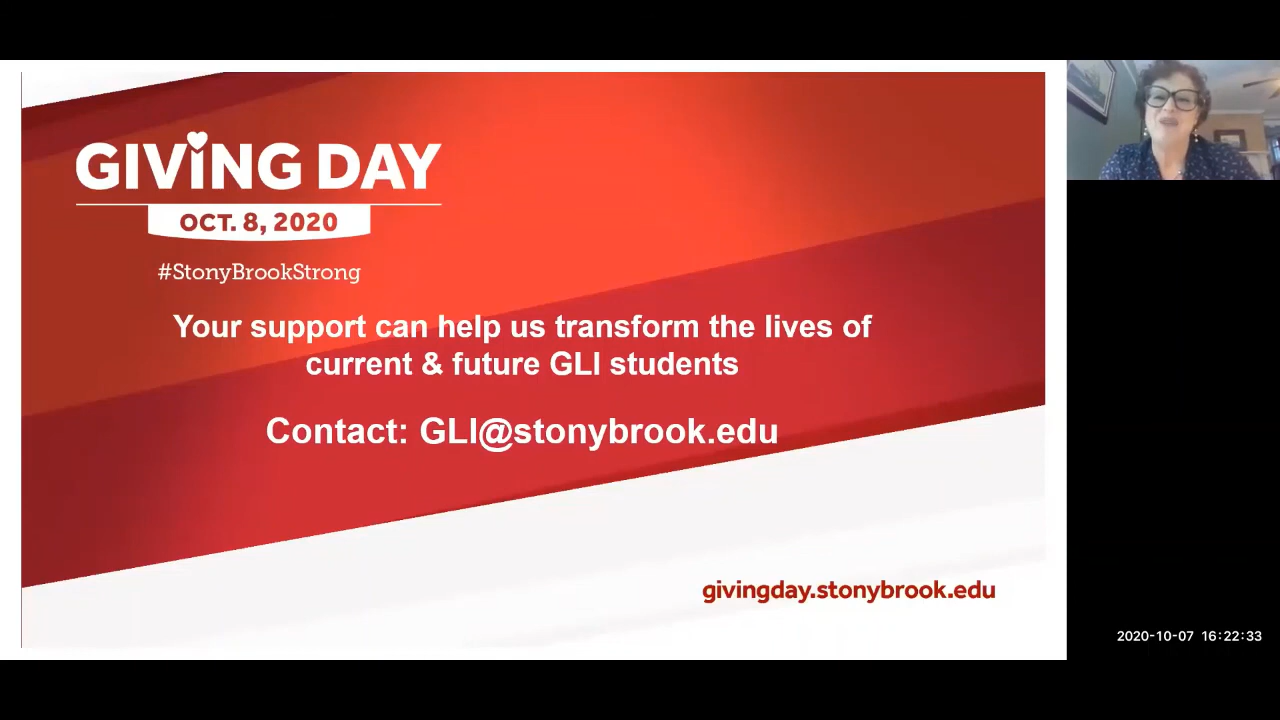 GIVING DAY
OCT. 8, 2020
#StonyBrookStrong
Your support can help us transform the lives of
current & future GLI students
Contact: GLI@stonybrook.edu
givingday.stonybrook.edu
2020-10-07 16:22:33